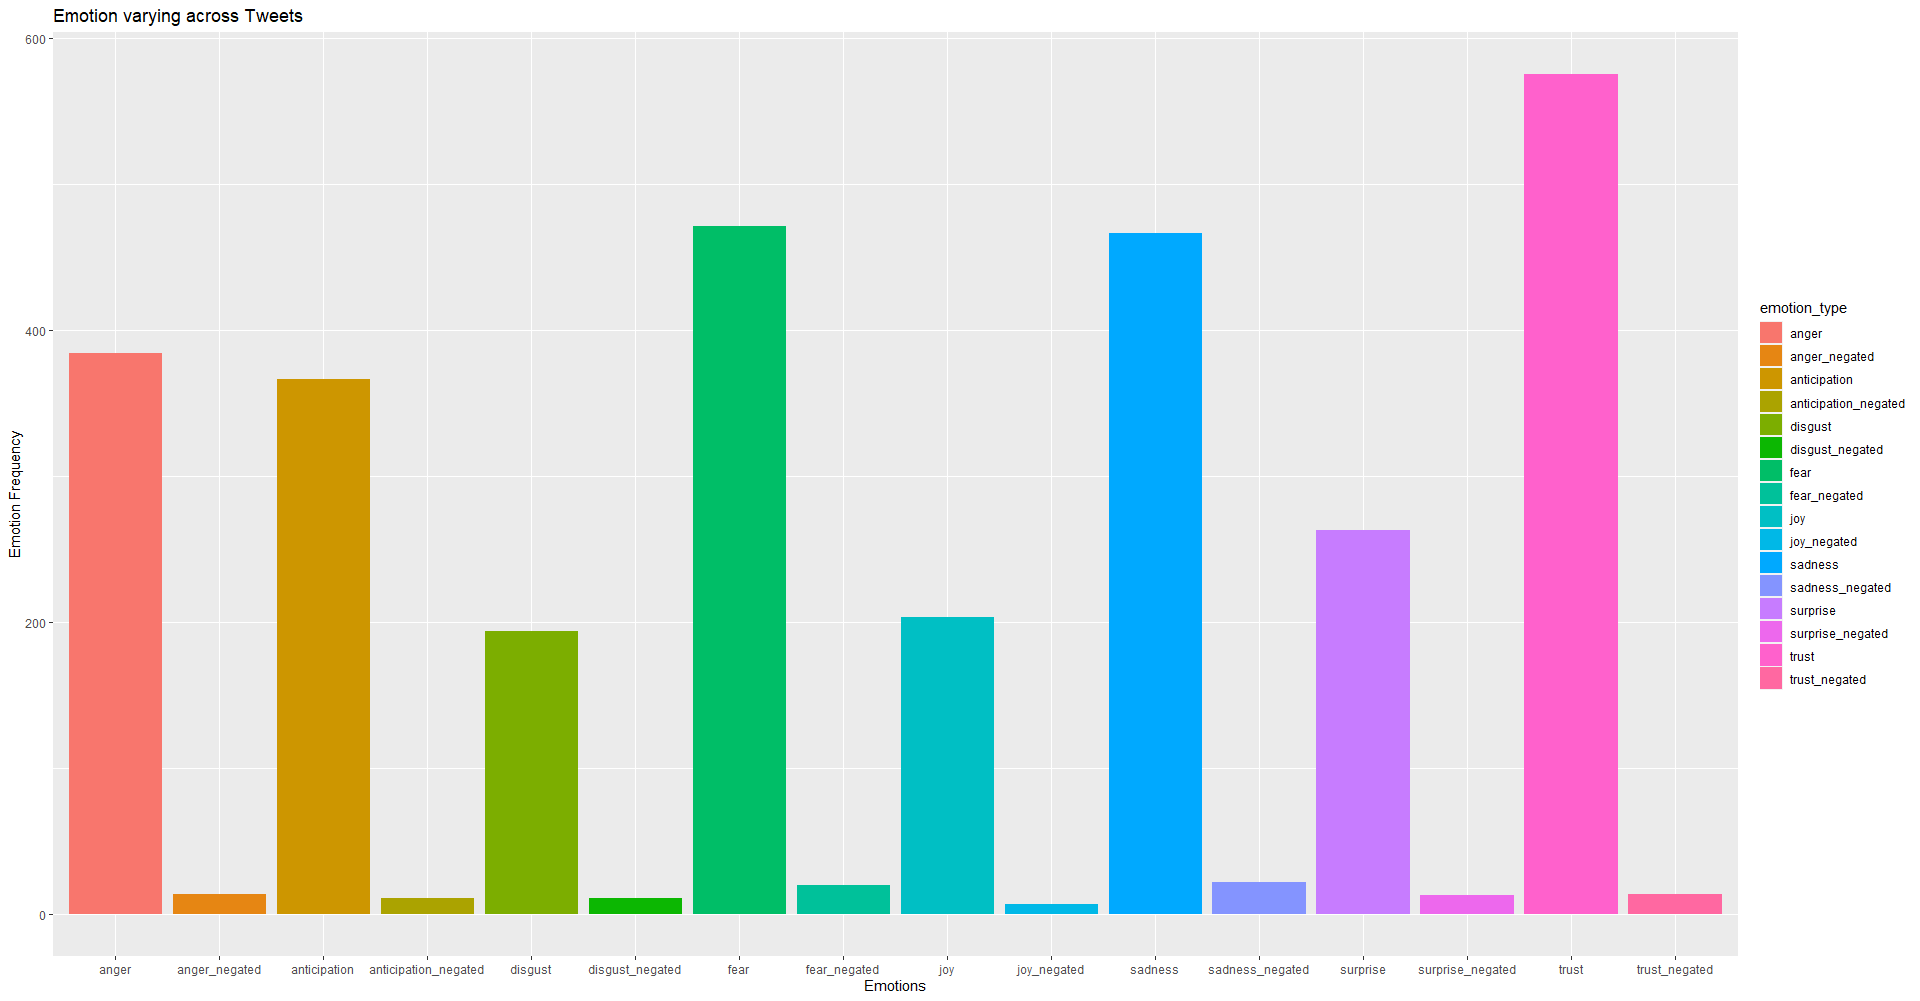 Emotion varying across Tweets
600
400
200
0
Emotion Frequency
anger anger_negated anticipation anticipation_negated disgust disgust_negated fear fear_negated joy joy_negated sadness sadness_negated surprise surprise_negated trust trust_negated
Emotions
emotion_type
anger
anger_negated
anticipation
anticipation_negated
disgust
disgust_negated
fear
fear_negated
joy
joy_negated
sadness
sadness_negated
surprise
surprise_negated
trust
trust_negated